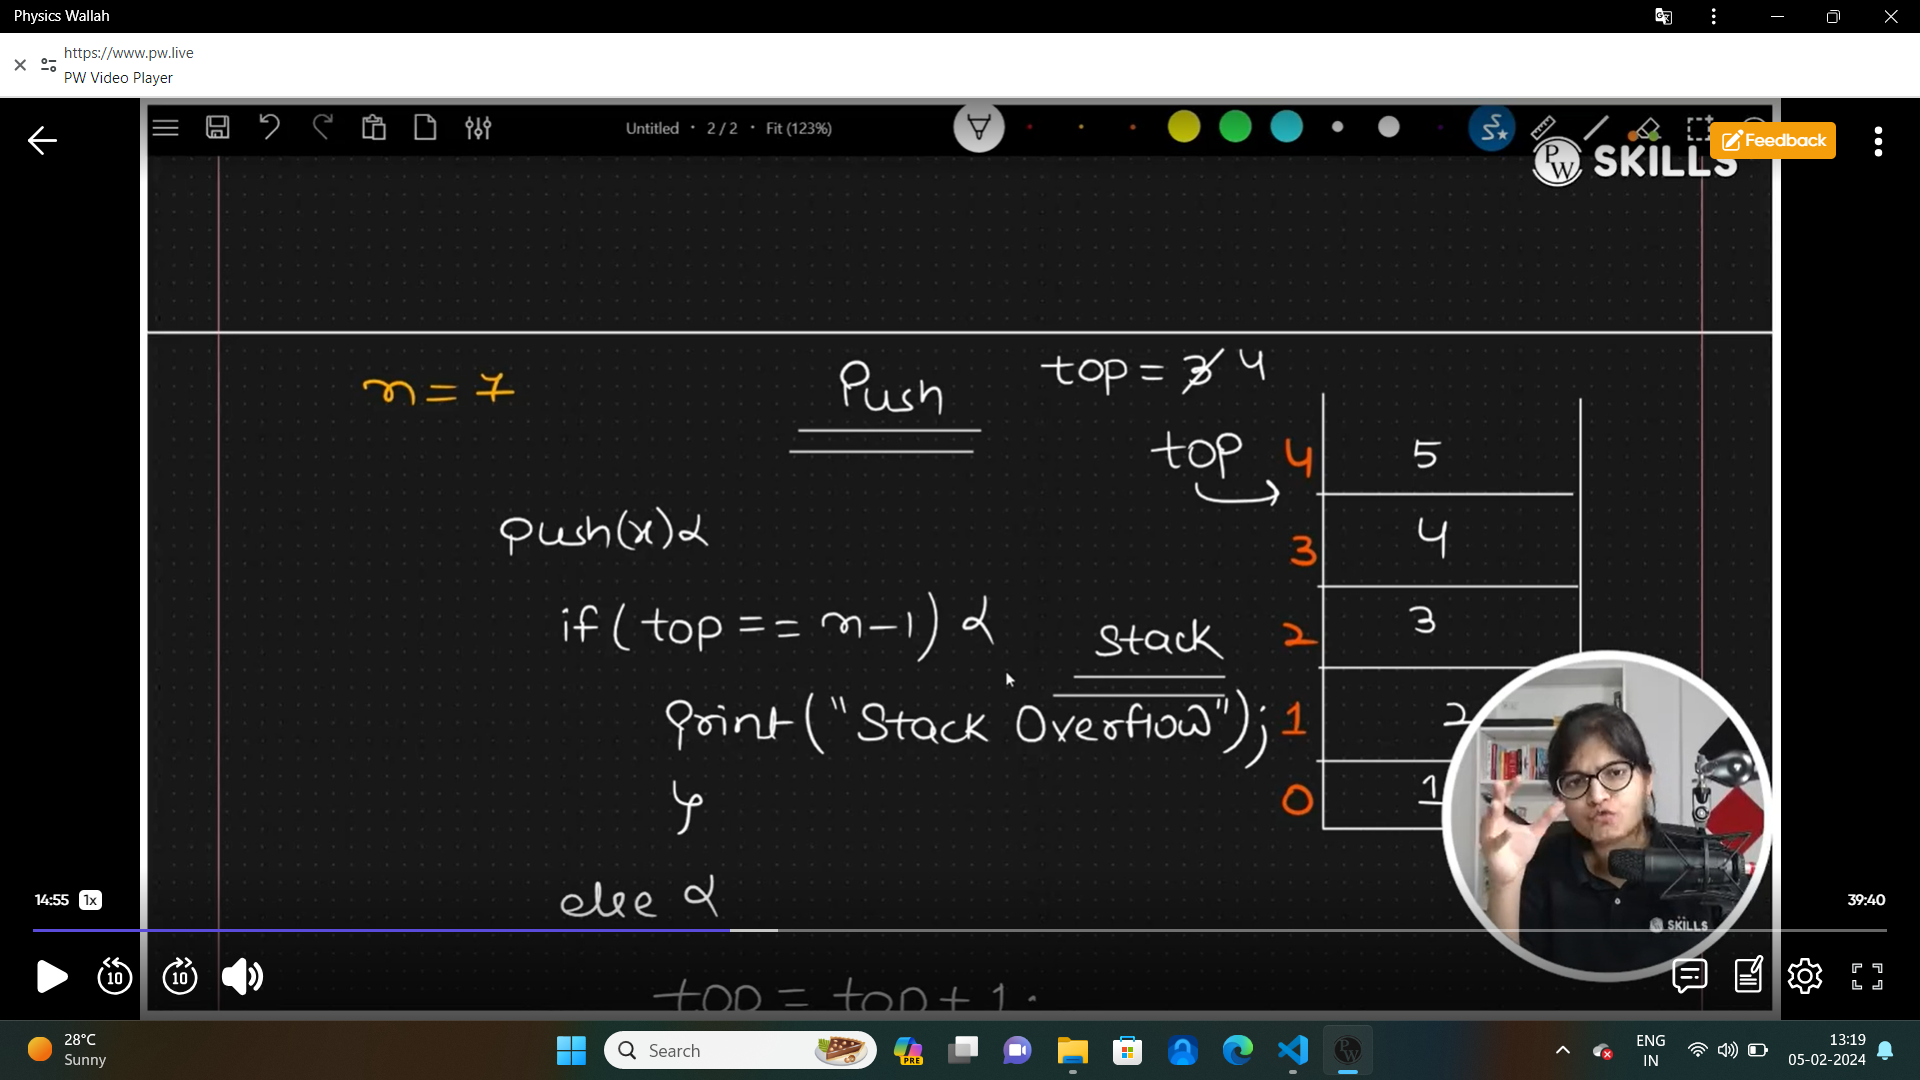 Physics Wallah
https://www.pw.live
PW Video Player
Untitled • 2 / 2 • Fit (123%)
Feedback
PW SKILLS
n = 7
Push
top = 3 4
top
4 5
3 4
2 3
1 2
0 1
push(x){
if ( top == n-1) {
Stack
print ("Stack Overflow");
}
else {
top = top + 1;
14:55 1x
39:40
SKILLS
10
10
28°C
Sunny
Search
PRE
ENG
IN
13:19
05-02-2024